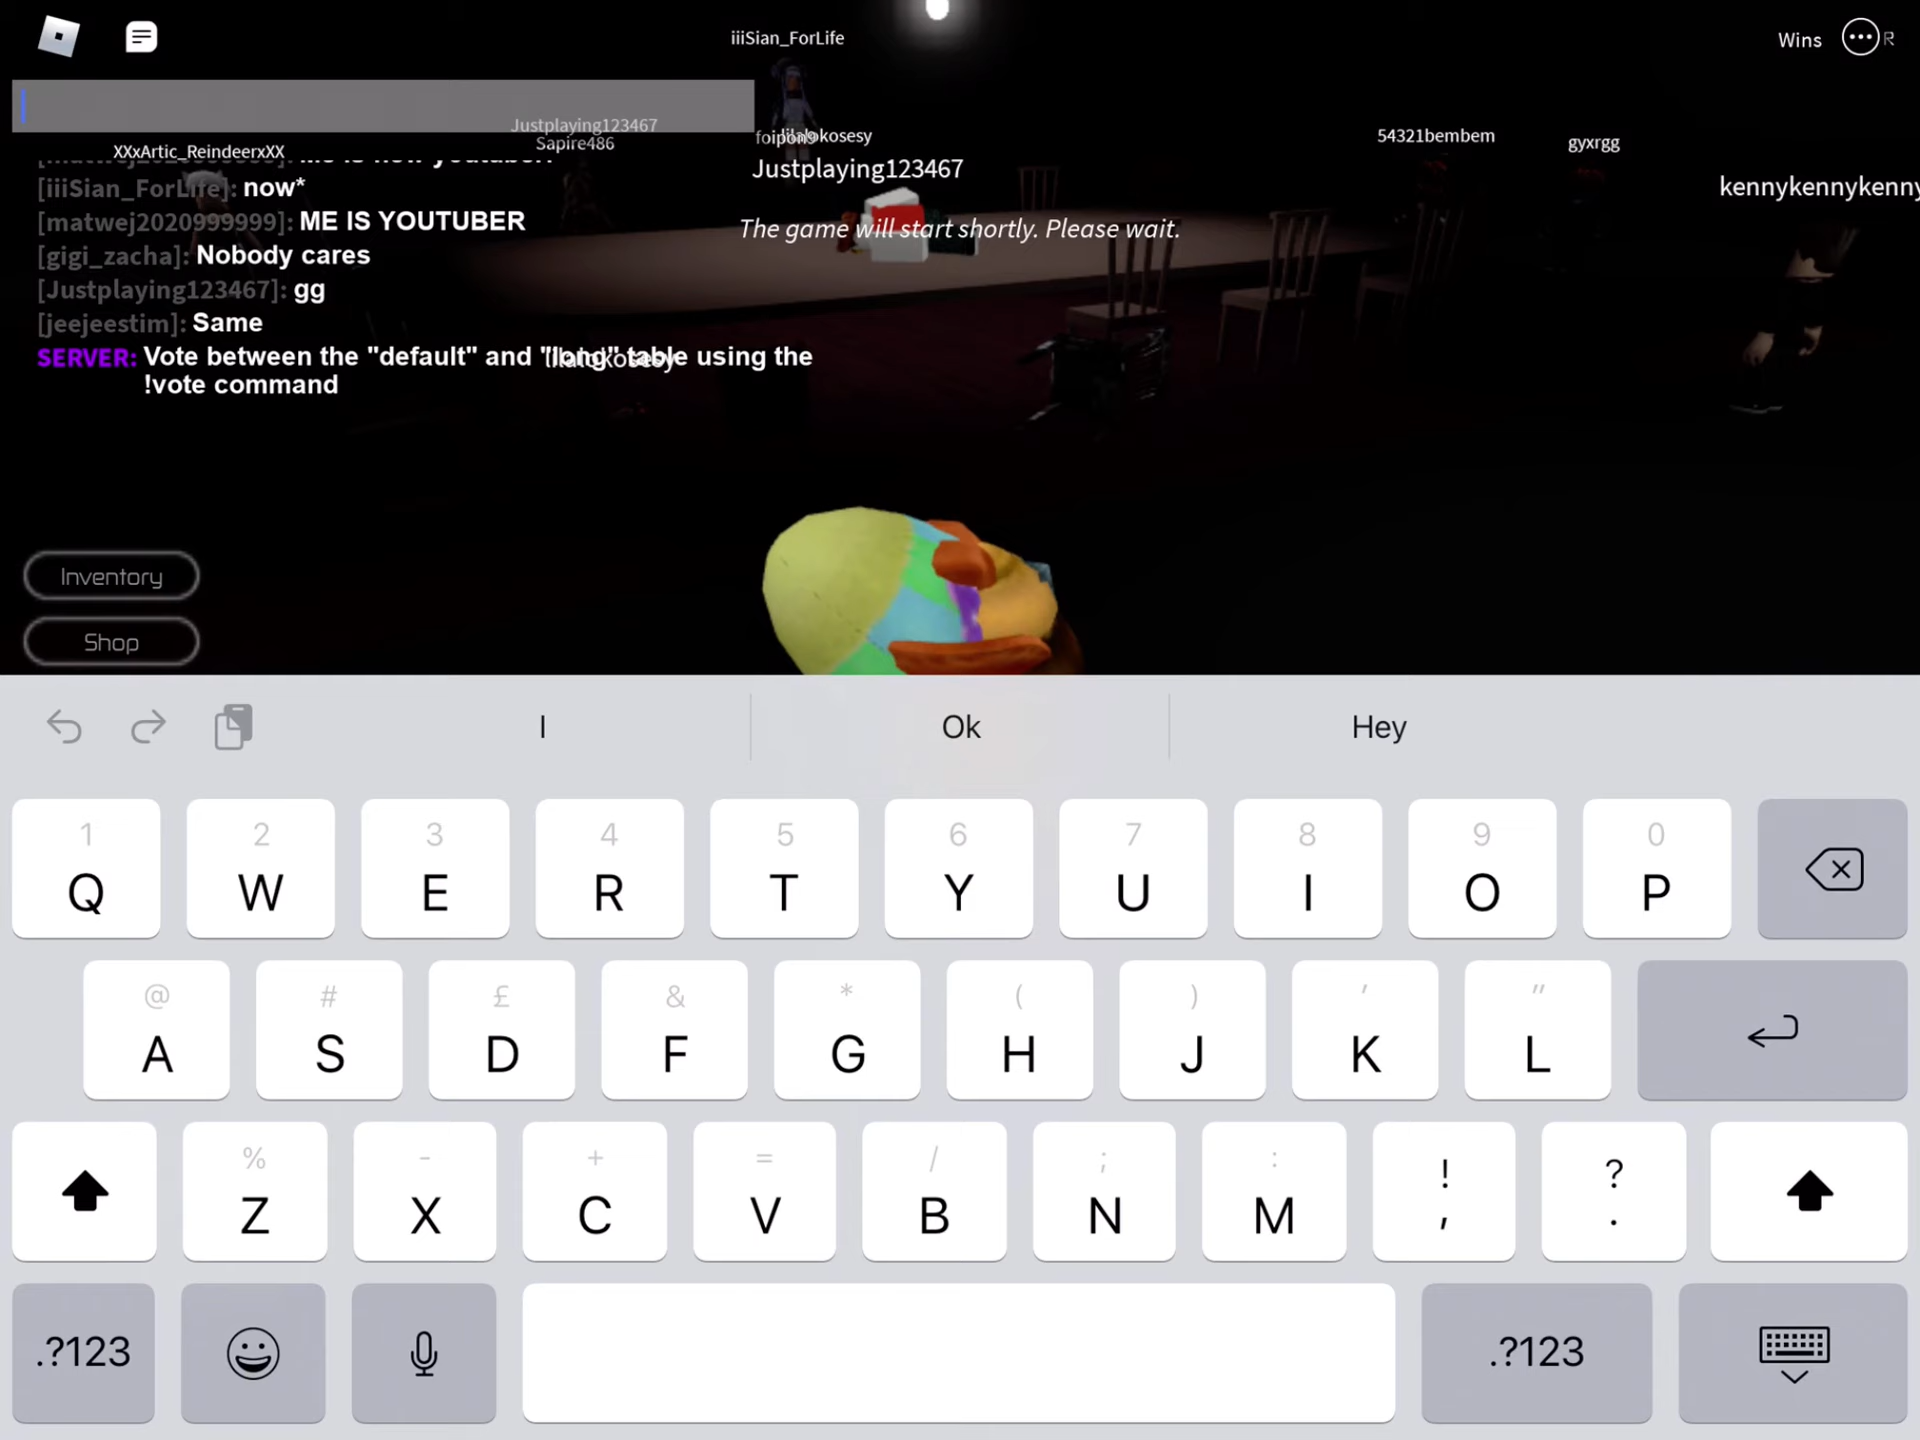 iiiSian_ForLife
Wins
R
Justplaying123467
Sapire486
lilalokosesy
54321bembem
gyxrgg
XXxArtic_ReindeerxXX
Justplaying123467
kennykennykenny
[iiiSian_ForLife]: now*
[matwej2020999999]: ME IS YOUTUBER
The game will start shortly. Please wait.
[gigi_zacha]: Nobody cares
[Justplaying123467]: gg
[jeejeestim]: Same
SERVER: Vote between the "default" and "long" table using the
!vote command
lilalokosesy
Inventory
Shop
I Ok Hey
1 2 3 4 5 6 7 8 9 0
Q W E R T Y U I O P
@ # £ & * ( ) ' "
A S D F G H J K L
% - + = / ; : ! ?
Z X C V B N M , .
.?123 .?123